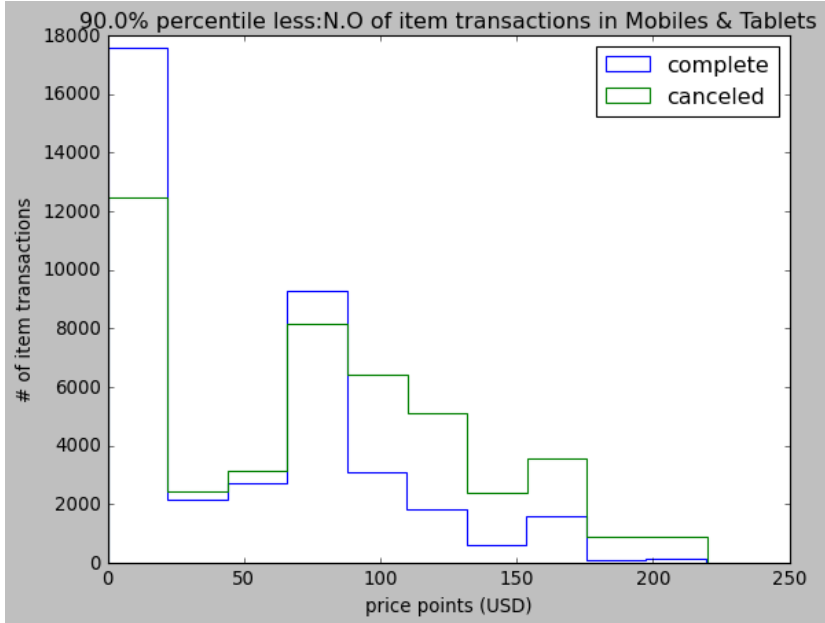 90.0% percentile less:N.O of item transactions in Mobiles & Tablets
complete
canceled
# of item transactions
18000
16000
14000
12000
10000
8000
6000
4000
2000
0
0 50 100 150 200 250
price points (USD)